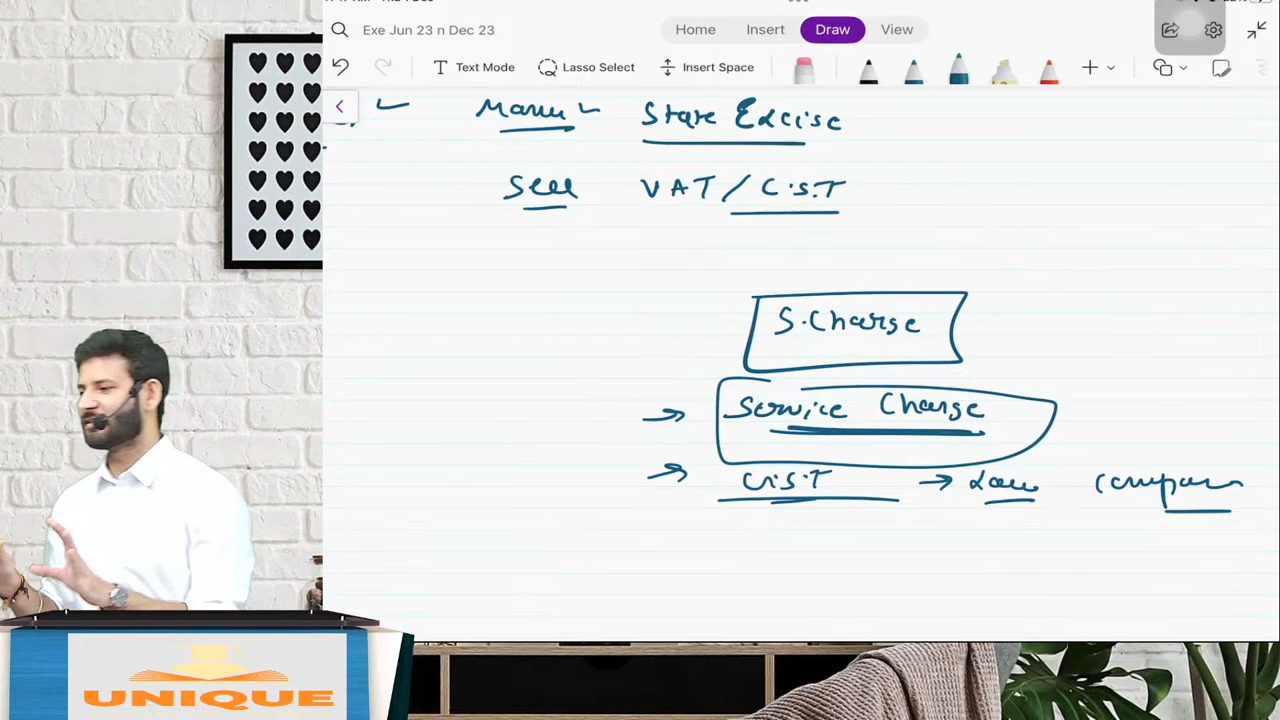 Exe Jun 23 n Dec 23
Home Insert Draw View
Text Mode Lasso Select Insert Space
Manu State Excise
Sell VAT / C.S.T
S.Charge
Service Charge
→ Law
UNIQUE